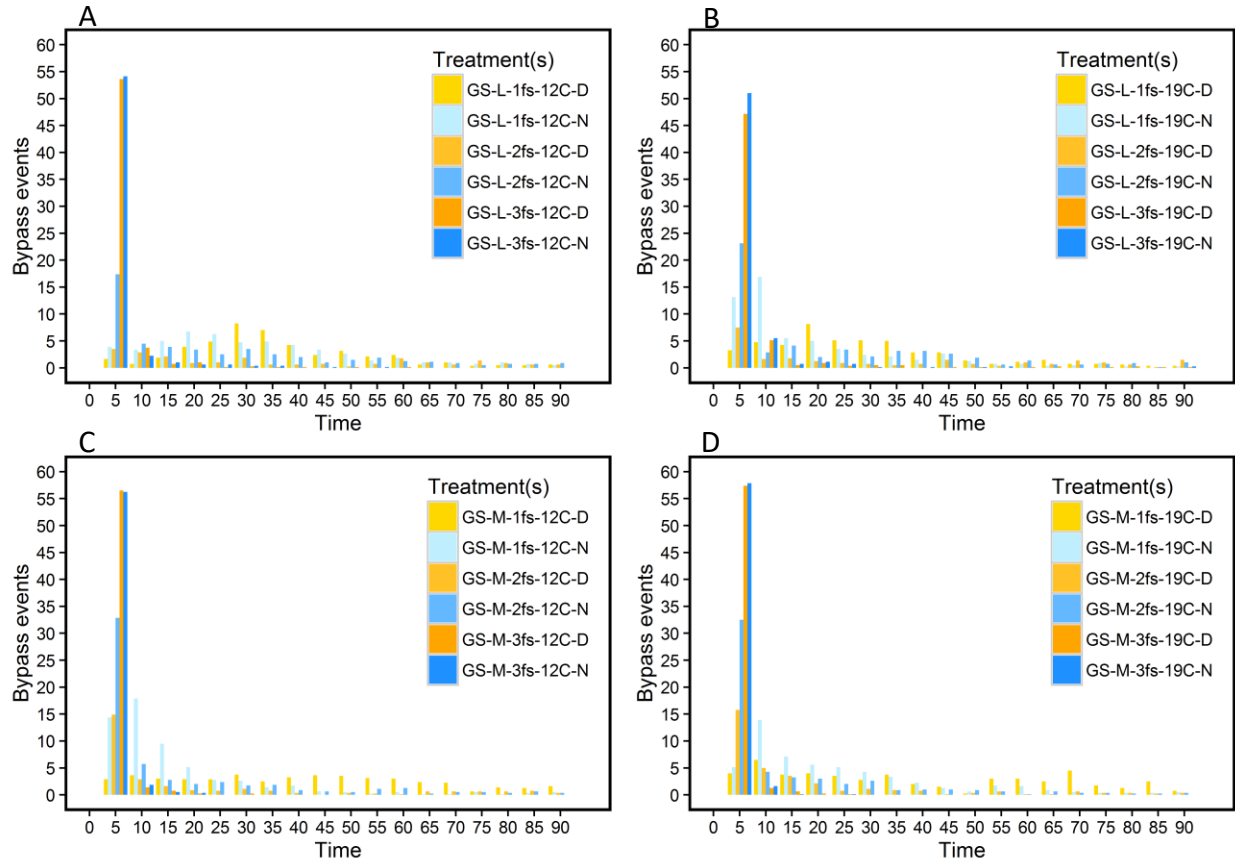 A
60
55
50
45
40
35
30
25
20
15
10
5
0
Bypass events
Treatment(s)
GS-L-1fs-12C-D
GS-L-1fs-12C-N
GS-L-2fs-12C-D
GS-L-2fs-12C-N
GS-L-3fs-12C-D
GS-L-3fs-12C-N
0 5 10 15 20 25 30 35 40 45 50 55 60 65 70 75 80 85 90
Time
B
60
55
50
45
40
35
30
25
20
15
10
5
0
Bypass events
Treatment(s)
GS-L-1fs-19C-D
GS-L-1fs-19C-N
GS-L-2fs-19C-D
GS-L-2fs-19C-N
GS-L-3fs-19C-D
GS-L-3fs-19C-N
0 5 10 15 20 25 30 35 40 45 50 55 60 65 70 75 80 85 90
Time
C
60
55
50
45
40
35
30
25
20
15
10
5
0
Bypass events
Treatment(s)
GS-M-1fs-12C-D
GS-M-1fs-12C-N
GS-M-2fs-12C-D
GS-M-2fs-12C-N
GS-M-3fs-12C-D
GS-M-3fs-12C-N
0 5 10 15 20 25 30 35 40 45 50 55 60 65 70 75 80 85 90
Time
D
60
55
50
45
40
35
30
25
20
15
10
5
0
Bypass events
Treatment(s)
GS-M-1fs-19C-D
GS-M-1fs-19C-N
GS-M-2fs-19C-D
GS-M-2fs-19C-N
GS-M-3fs-19C-D
GS-M-3fs-19C-N
0 5 10 15 20 25 30 35 40 45 50 55 60 65 70 75 80 85 90
Time